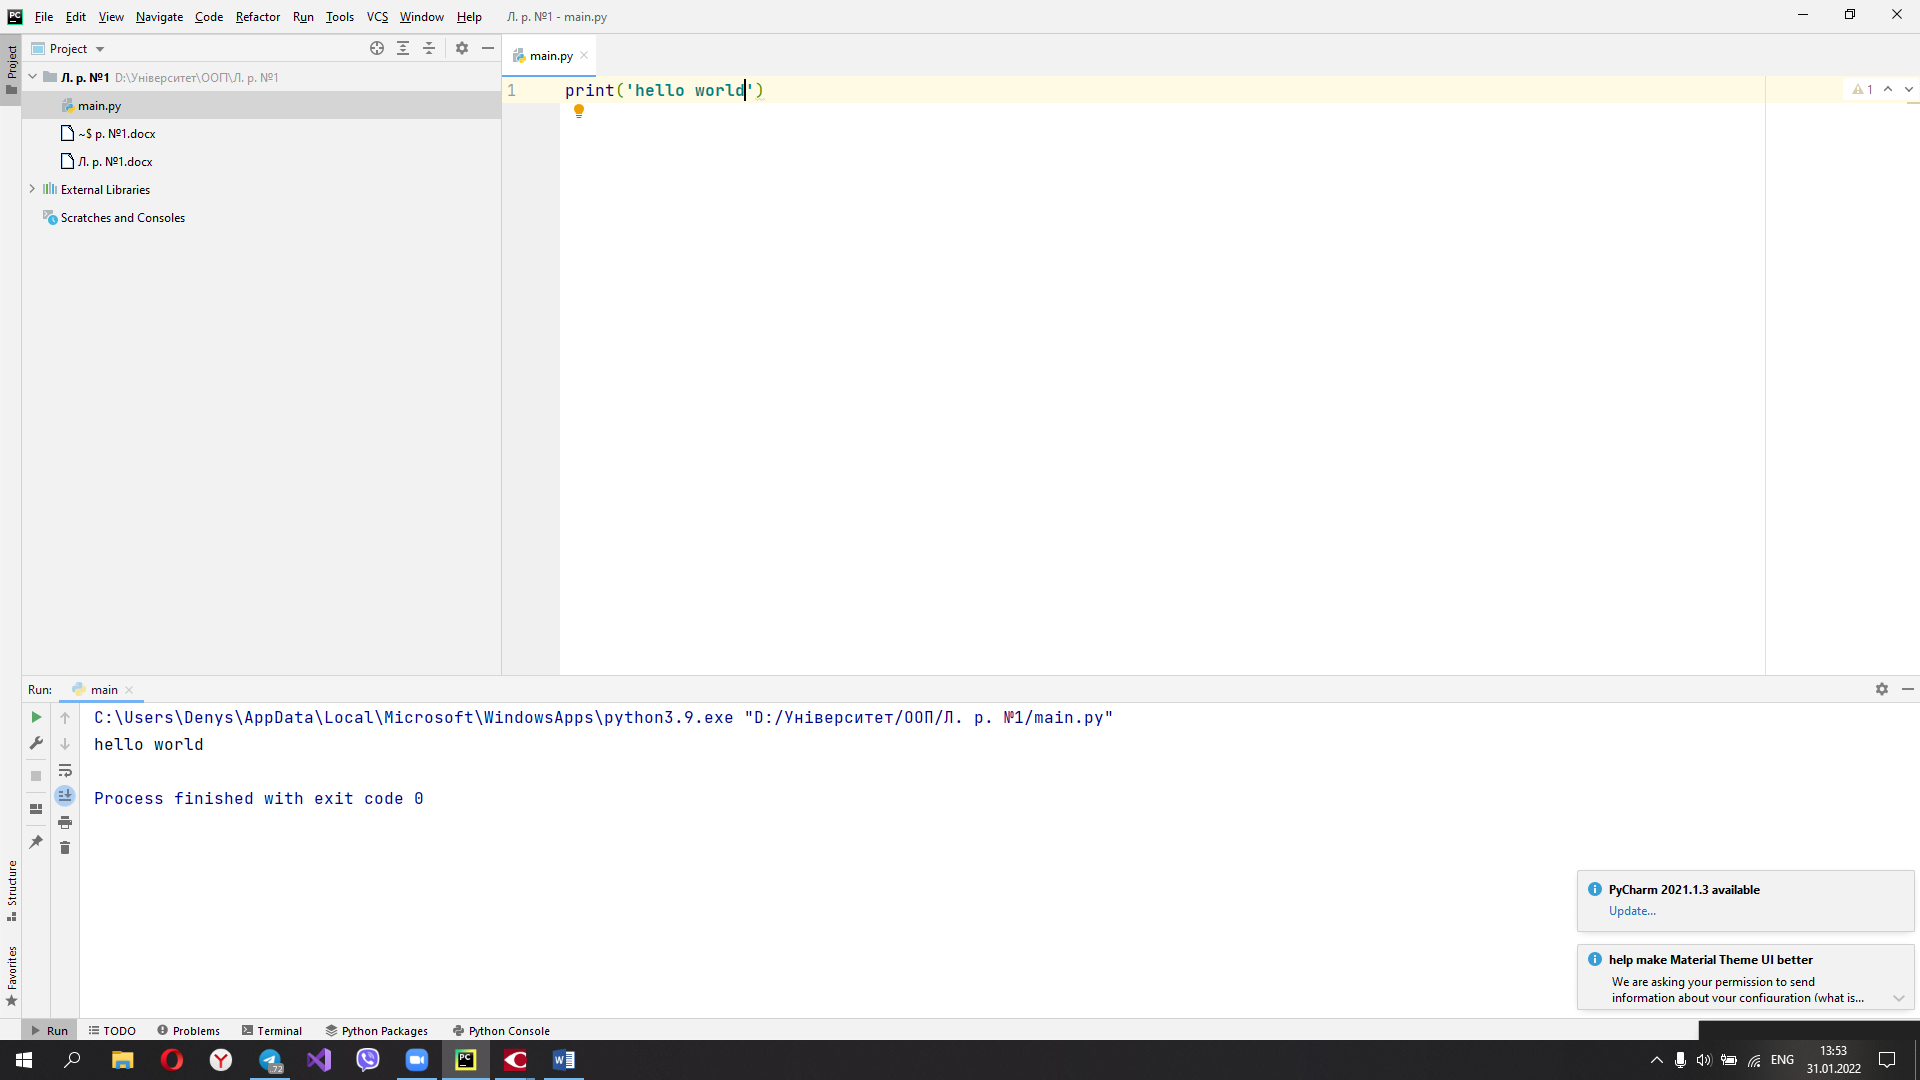 File Edit View Navigate Code Refactor Run Tools VCS Window Help Л. р. №1 - main.py
Project
Project
main.py
Л. р. №1 D:\Університет\ООП\Л. р. №1
main.py
~$ р. №1.docx
Л. р. №1.docx
External Libraries
Scratches and Consoles
1 print('hello world')
1
Run: main
C:\Users\Denys\AppData\Local\Microsoft\WindowsApps\python3.9.exe "D:/Університет/ООП/Л. р. №1/main.py"
hello world
Process finished with exit code 0
Structure
Favorites
PyCharm 2021.1.3 available
Update...
help make Material Theme UI better
We are asking your permission to send
information about your configuration (what is...
Run TODO Problems Terminal Python Packages Python Console
72
ENG
13:53
31.01.2022